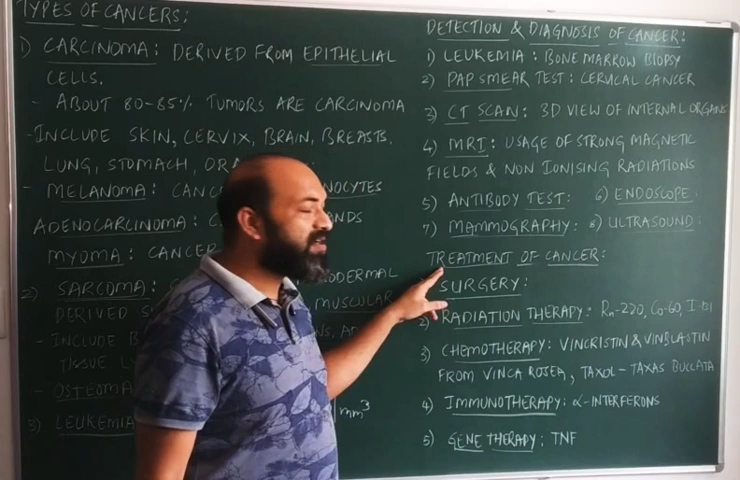 TYPES OF CANCERS:
1) CARCINOMA: DERIVED FROM EPITHELIAL
CELLS.
- ABOUT 80-85% TUMORS ARE CARCINOMA
- INCLUDE SKIN, CERVIX, BRAIN, BREASTS,
LUNG, STOMACH,
- MELANOMA:
ADENOCARCINOMA:
MYOMA: CANCER
2) SARCOMA:
DERIVED MUSCULAR
- INCLUDE
TISSUE
- OSTEOMA
3) LEUKEMIA mm³
DETECTION & DIAGNOSIS OF CANCER:
1) LEUKEMIA: BONE MARROW BIOPSY
2) PAP SMEAR TEST: CERVICAL CANCER
3) CT SCAN: 3D VIEW OF INTERNAL ORGANS
4) MRI: USAGE OF STRONG MAGNETIC
FIELDS & NON IONISING RADIATIONS
5) ANTIBODY TEST: 6) ENDOSCOPE:
7) MAMMOGRAPHY: 8) ULTRASOUND:
TREATMENT OF CANCER:
SURGERY:
2) RADIATION THERAPY: Rn-220, Co-60, I-131
3) CHEMOTHERAPY: VINCRISTIN & VINBLASTIN
FROM VINCA ROSEA, TAXOL - TAXAS BUCCATA
4) IMMUNOTHERAPY: α-INTERFERONS
5) GENE THERAPY: TNF